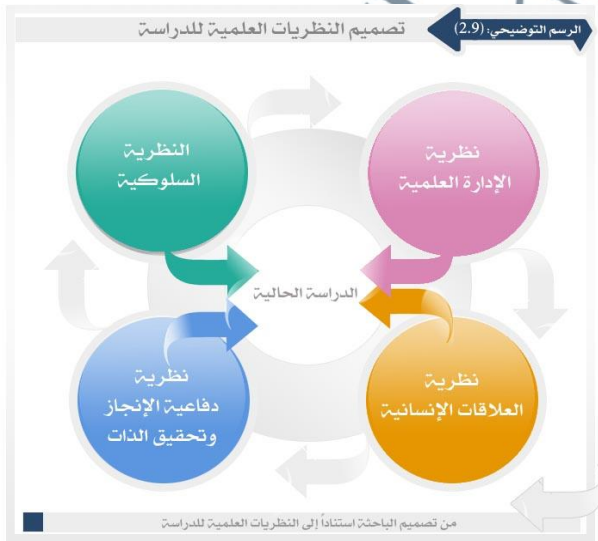 الرسم التوضيحي: (2.9)
تصميم النظريات العلمية للدراسة
نظرية
الإدارة العلمية
النظرية
السلوكية
الدراسة الحالية
نظرية
العلاقات الإنسانية
نظرية
دفاعية الإنجاز
وتحقيق الذات
من تصميم الباحثة استناداً إلى النظريات العلمية للدراسة